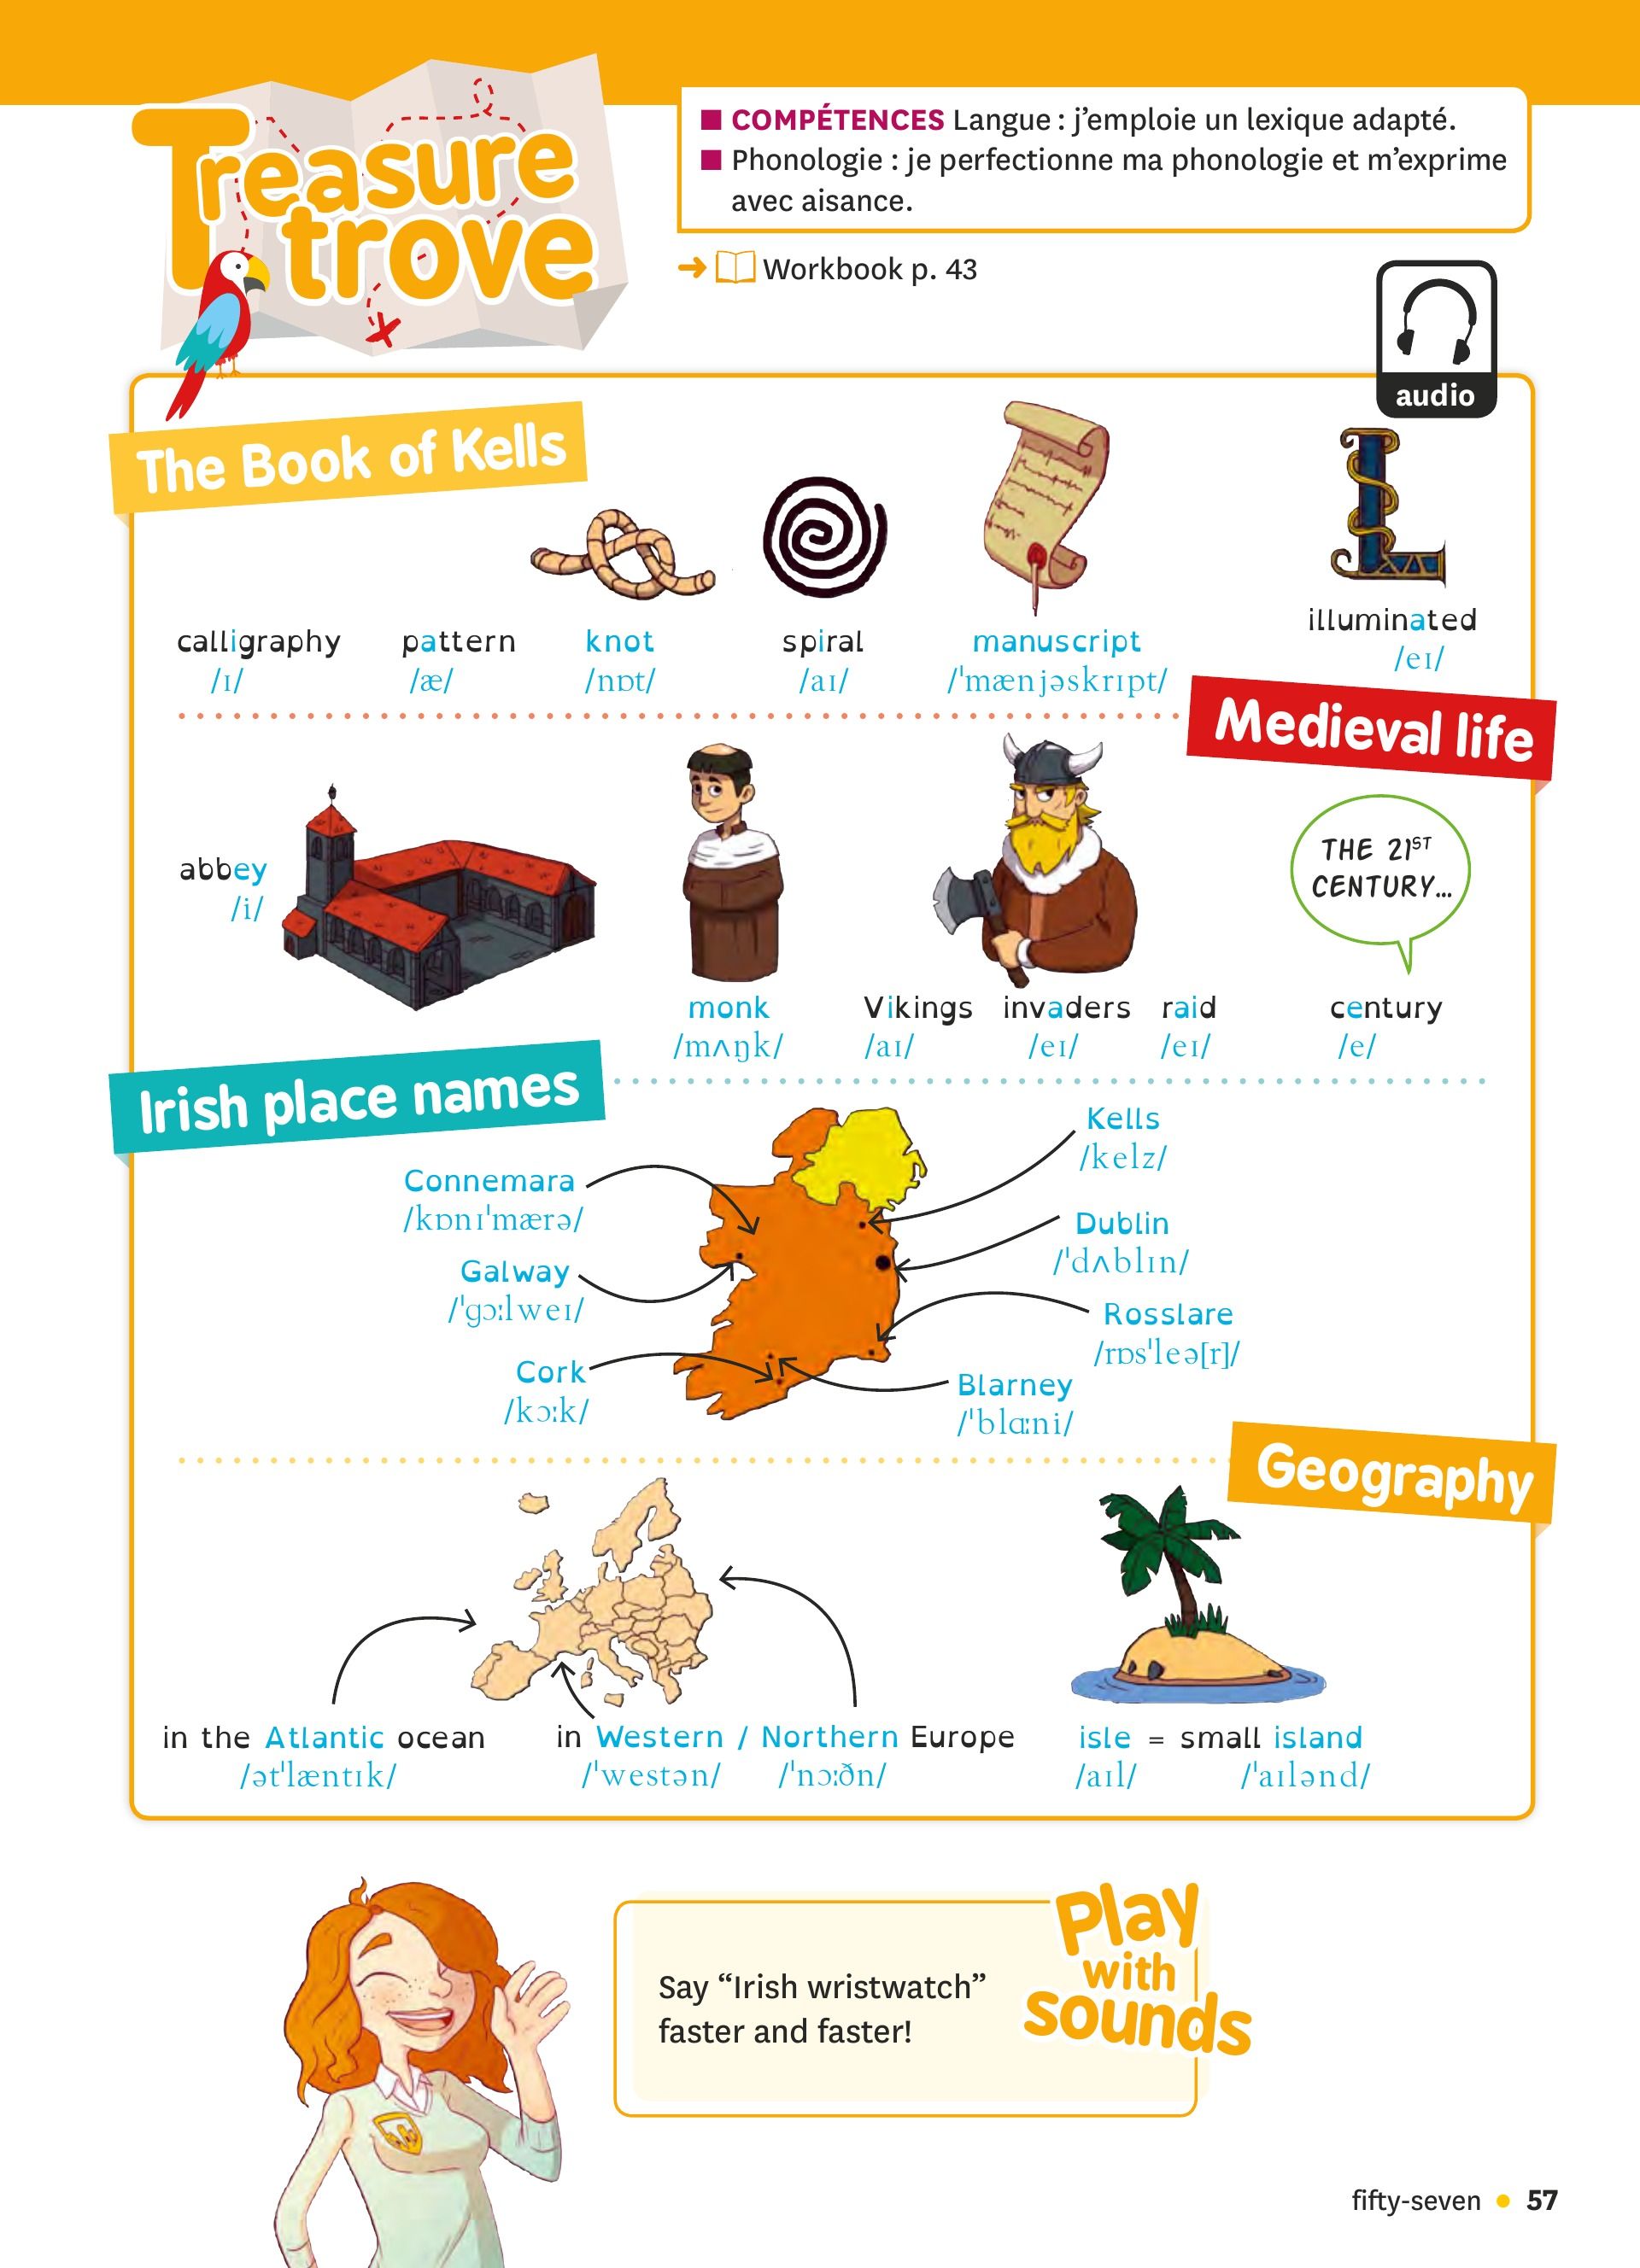 Treasure
trove
■ COMPÉTENCES Langue : j'emploie un lexique adapté.
■ Phonologie : je perfectionne ma phonologie et m'exprime
avec aisance.
➜ Workbook p. 43
audio
The Book of Kells
calligraphy
/ɪ/
pattern
/æ/
knot
/nɒt/
spiral
/aɪ/
manuscript
/ˈmænjəskrɪpt/
L
illuminated
/eɪ/
Medieval life
abbey
/i/
monk
/mʌŋk/
Vikings
/aɪ/
invaders
/eɪ/
raid
/eɪ/
THE 21ST
CENTURY...
century
/e/
Irish place names
Connemara
/kɒnɪˈmærə/
Galway
/ˈgɔːlweɪ/
Cork
/kɔːk/
Kells
/kelz/
Dublin
/ˈdʌblɪn/
Rosslare
/rɒsˈleə[r]/
Blarney
/ˈblɑːni/
Geography
in the Atlantic ocean
/ətˈlæntɪk/
in Western / Northern Europe
/ˈwestən/ /ˈnɔːðn/
isle = small island
/aɪl/ /ˈaɪlənd/
Play
with
sounds
Say “Irish wristwatch”
faster and faster!
fifty-seven • 57